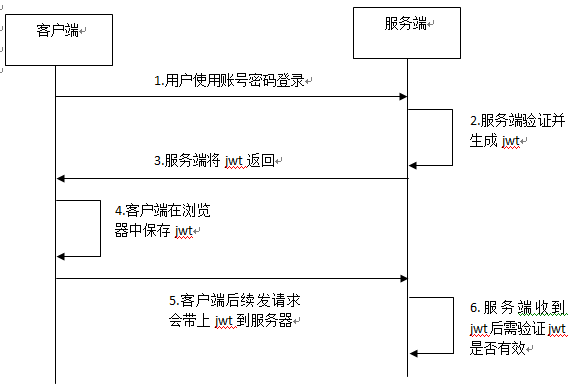 客户端
服务端
1.用户使用账号密码登录
2.服务端验证并
生成 jwt
3.服务端将 jwt 返回
4.客户端在浏览
器中保存 jwt
5.客户端后续发请求
会带上 jwt 到服务器
6.服务端收到
jwt 后需验证 jwt
是否有效